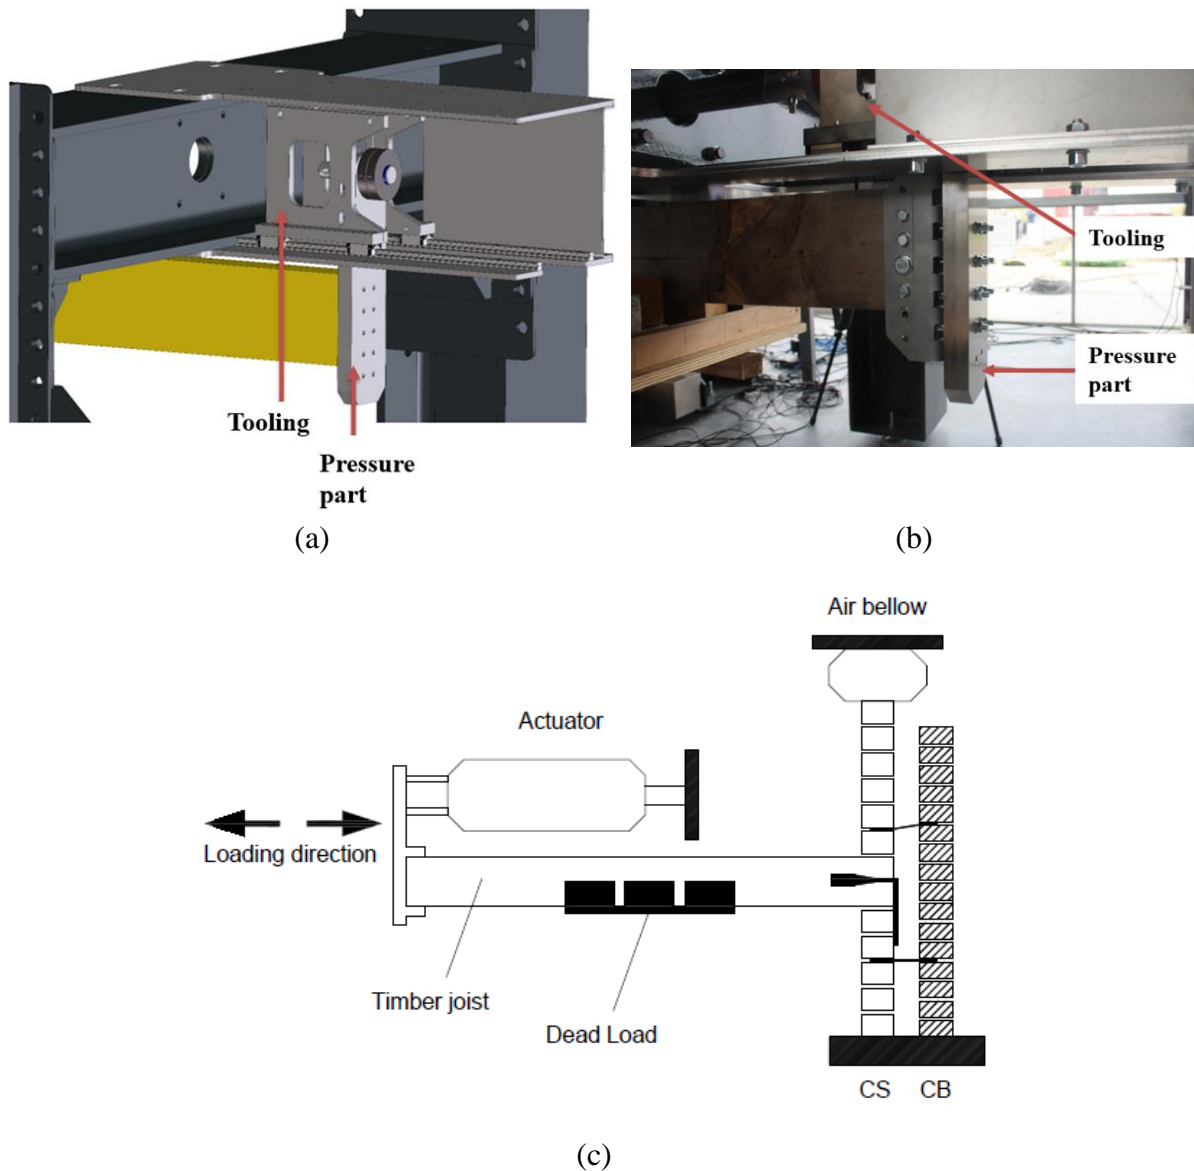 Tooling
Pressure
part
(a)
Tooling
Pressure
part
(b)
Air bellow
Actuator
Loading direction
Timber joist
Dead Load
CS CB
(c)